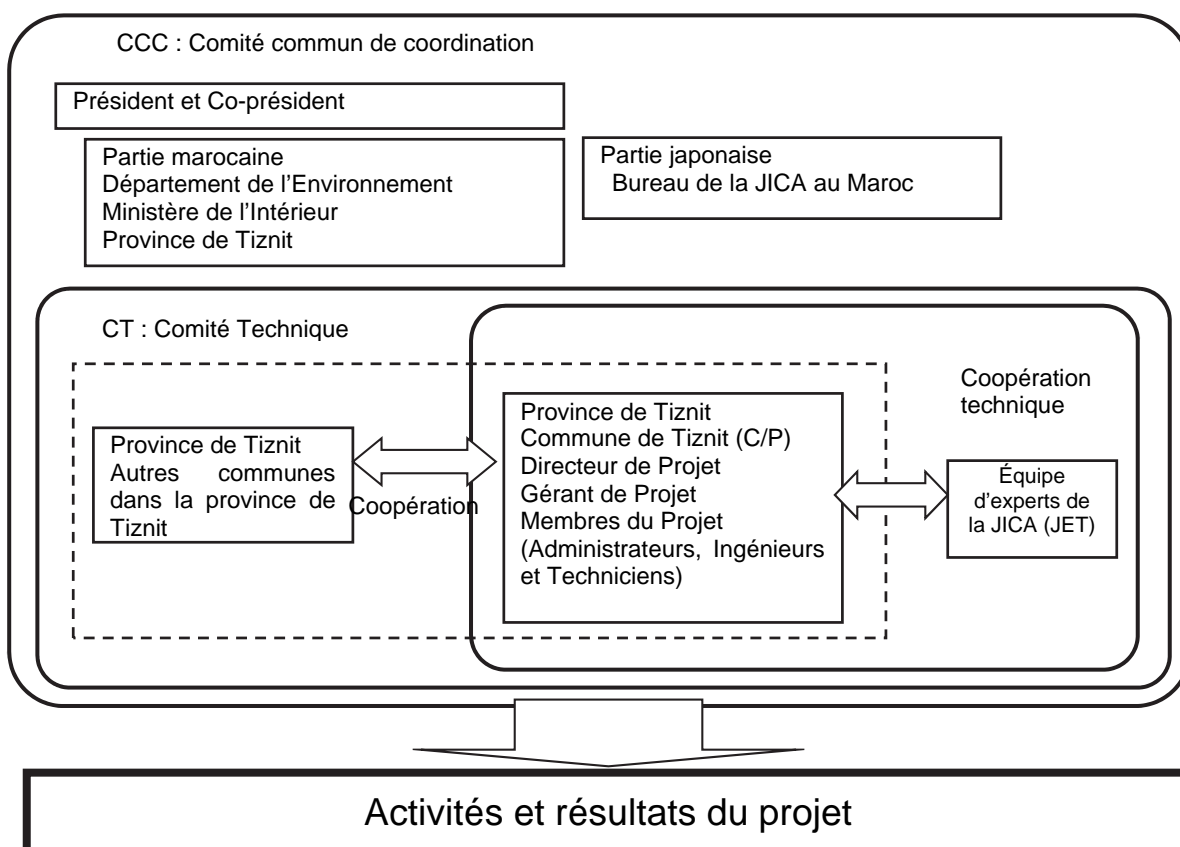 CCC : Comité commun de coordination
Président et Co-président
Partie marocaine
Département de l’Environnement
Ministère de l’Intérieur
Province de Tiznit
Partie japonaise
Bureau de la JICA au Maroc
CT : Comité Technique
Province de Tiznit
Autres communes
dans la province de
Tiznit
Coopération
Province de Tiznit
Commune de Tiznit (C/P)
Directeur de Projet
Gérant de Projet
Membres du Projet
(Administrateurs, Ingénieurs
et Techniciens)
Coopération
technique
Équipe
d’experts de
la JICA (JET)
Activités et résultats du projet